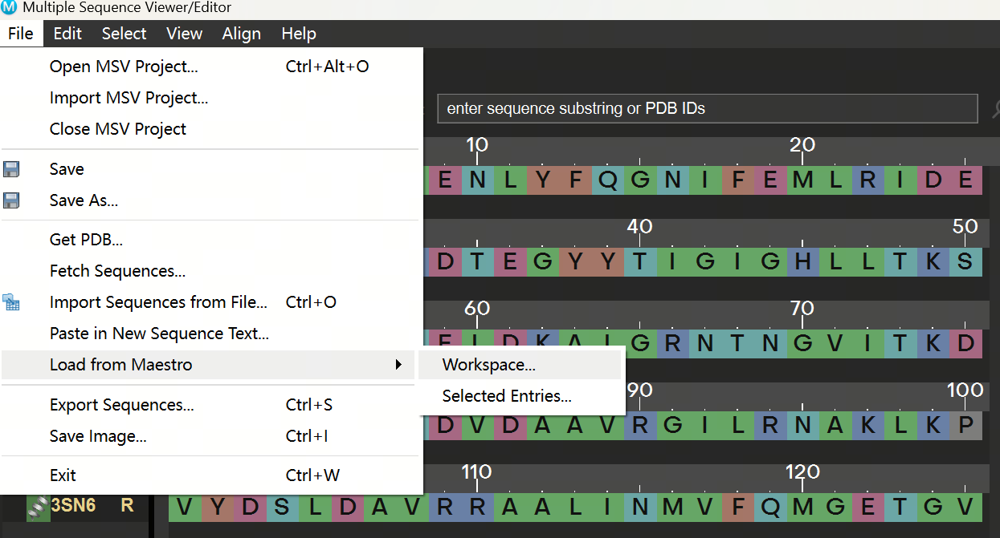 M Multiple Sequence Viewer/Editor
File Edit Select View Align Help
Open MSV Project... Ctrl+Alt+O
Import MSV Project...
enter sequence substring or PDB IDs
Close MSV Project
10 20
Save
E N L Y F Q G N I F E M L R I D E
Save As...
40 50
Get PDB...
D T E G Y Y T I G I G H L L T K S
Fetch Sequences...
Import Sequences from File... Ctrl+O
60 70
Paste in New Sequence Text...
E L D K A I G R N T N G V I T K D
Load from Maestro Workspace...
Selected Entries...
90 100
Export Sequences... Ctrl+S
D V D A A V R G I L R N A K L K P
Save Image... Ctrl+I
Exit Ctrl+W
110 120
3SN6 R V Y D S L D A V R R A A L I N M V F Q M G E T G V